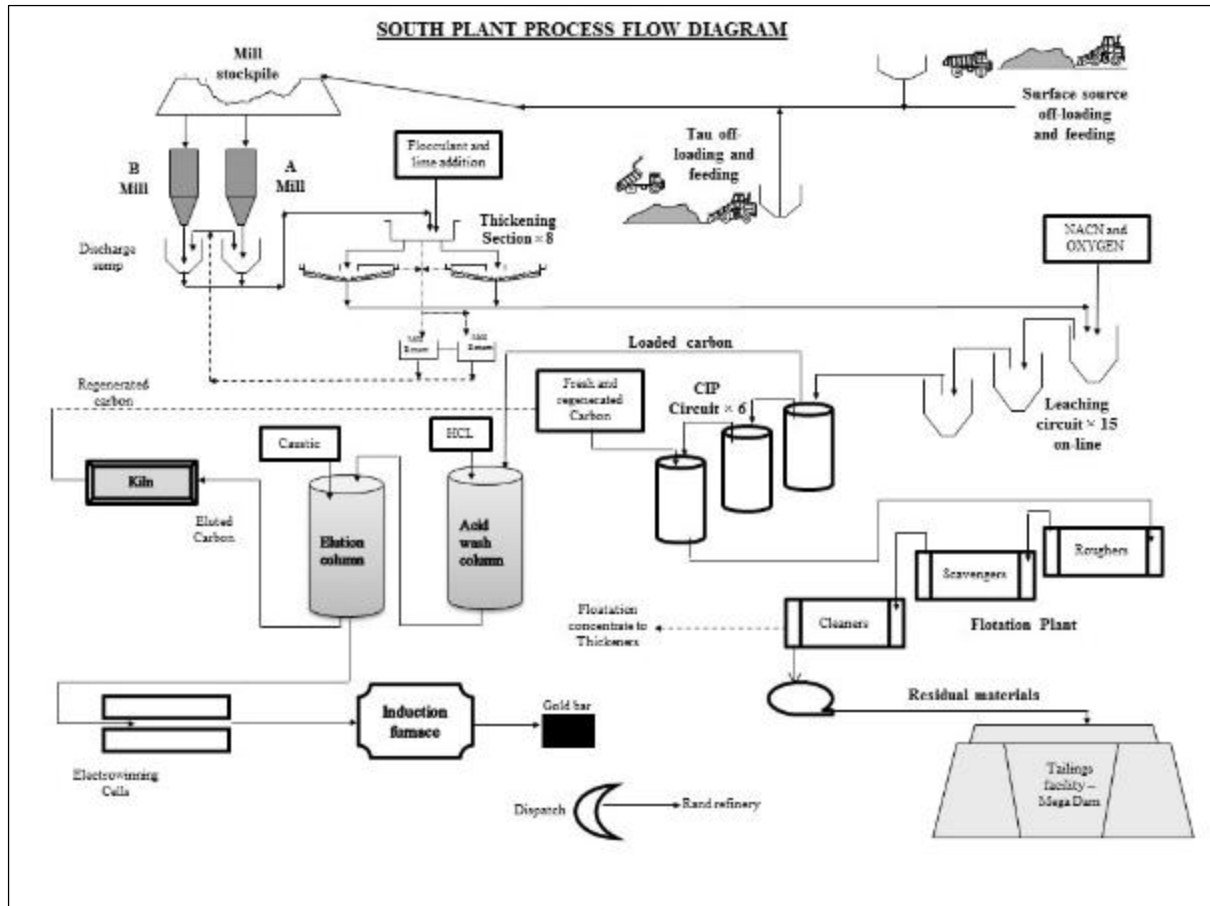 SOUTH PLANT PROCESS FLOW DIAGRAM
Mill
stockpile
Surface source
off-loading
and feeding
Tau off-
loading and
feeding
Flocculant and
lime addition
B
Mill
A
Mill
Thickening
Section × 8
NACN and
OXYGEN
Discharge
sump
Loaded carbon
Regenerated
carbon
Fresh and
regenerated
Carbon
CIP
Circuit × 6
Leaching
circuit × 15
on-line
Caustic
HCL
Kiln
Eluted
Carbon
Elution
column
Acid
wash
column
Roughers
Scavengers
Cleaners
Flotation Plant
Floatation
concentrate to
Thickeners
Residual materials
Induction
furnace
Gold bar
Electrowinning
Cells
Tailings
facility –
Mega Dam
Dispatch
Rand refinery